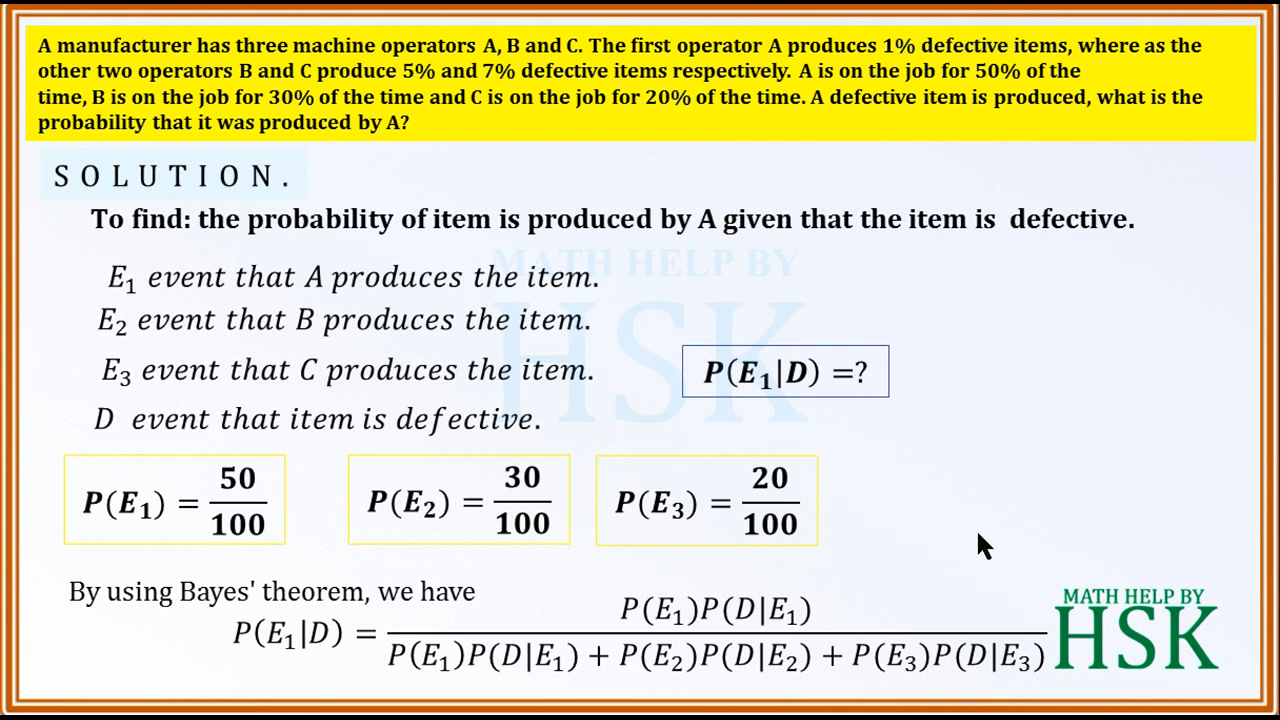 A manufacturer has three machine operators A, B and C. The first operator A produces 1% defective items, where as the
other two operators B and C produce 5% and 7% defective items respectively. A is on the job for 50% of the
time, B is on the job for 30% of the time and C is on the job for 20% of the time. A defective item is produced, what is the
probability that it was produced by A?
SOLUTION.
To find: the probability of item is produced by A given that the item is defective.
MATH HELP BY
HSK
E₁ event that A produces the item.
E₂ event that B produces the item.
E₃ event that C produces the item.
P(E₁|D) =?
D event that item is defective.
P(E₁) = 50/100
P(E₂) = 30/100
P(E₃) = 20/100
By using Bayes' theorem, we have
P(E₁|D) = P(E₁)P(D|E₁) / P(E₁)P(D|E₁) + P(E₂)P(D|E₂) + P(E₃)P(D|E₃)
MATH HELP BY
HSK